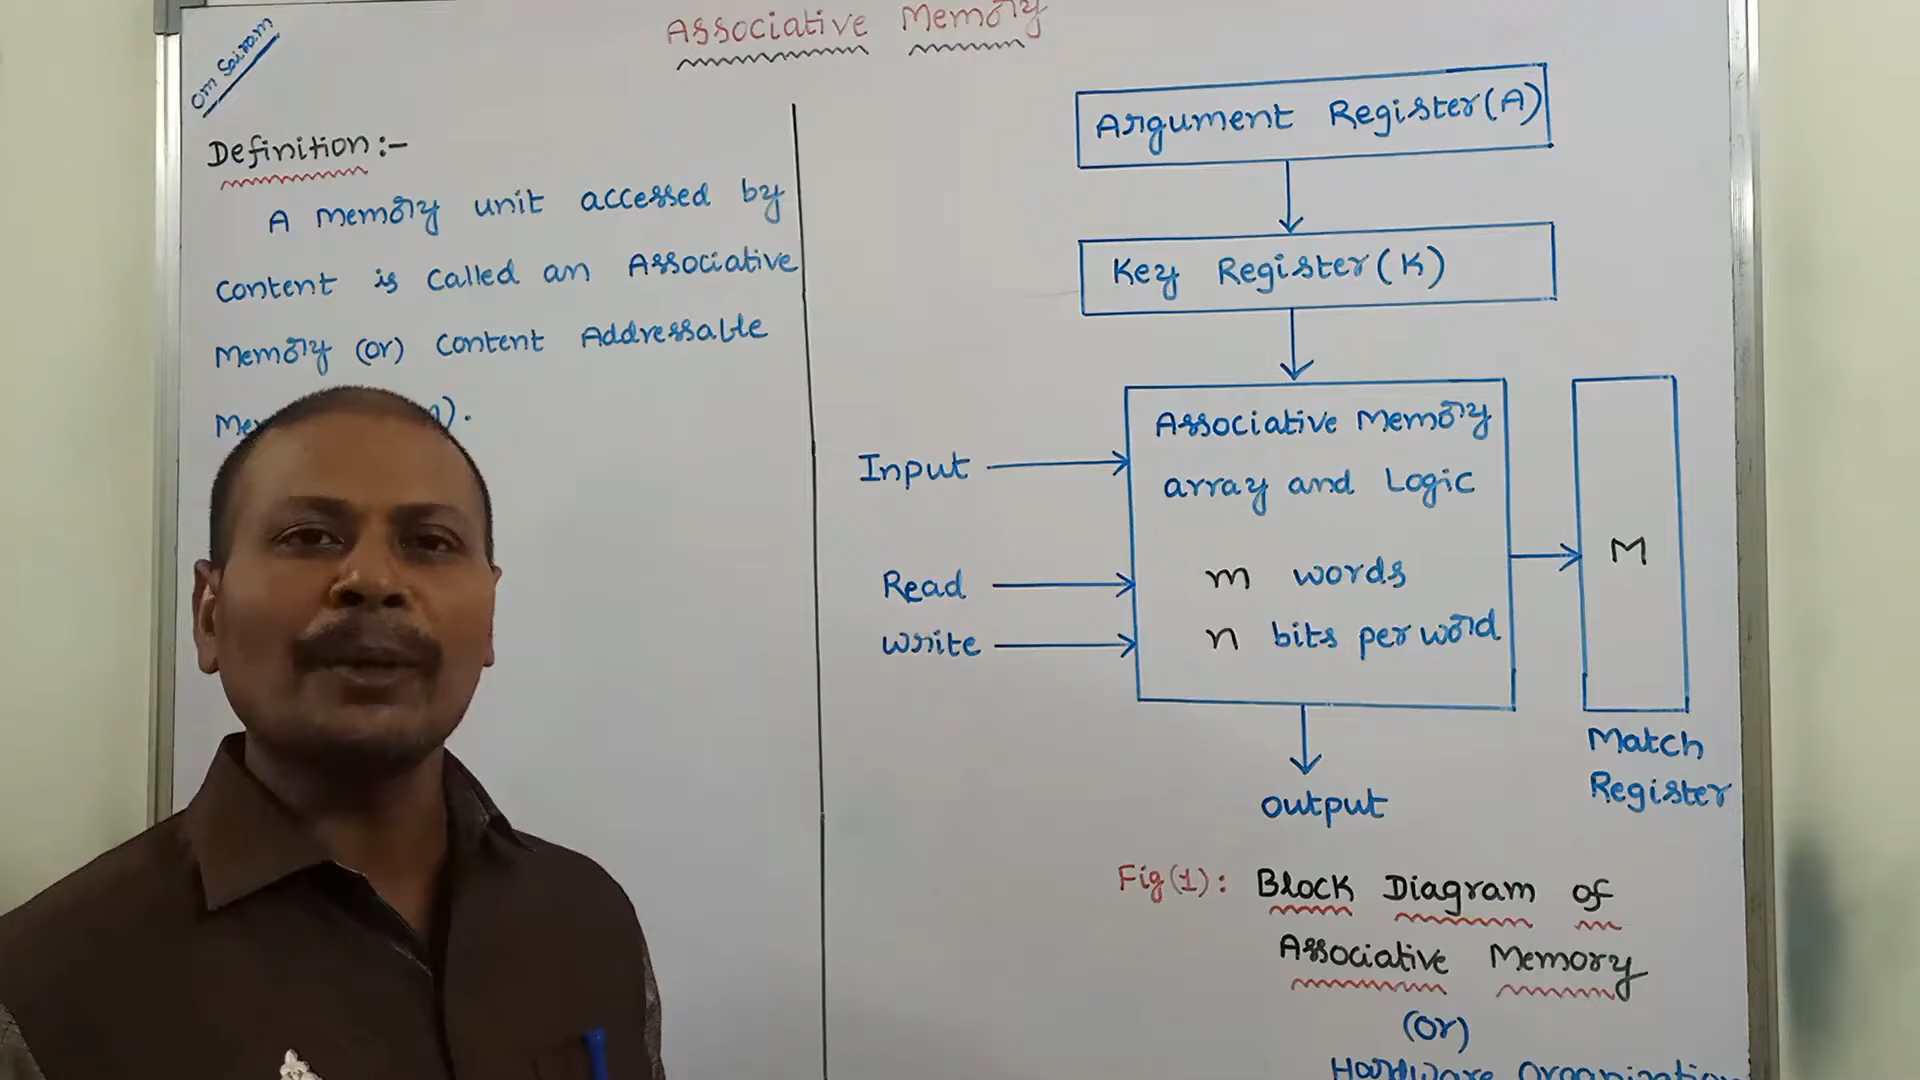 Associative Memory
Om Sairam
Definition:-
A Memory unit accessed by
Content is Called an Associative
Memory (or) Content Addressable
Argument Register(A)
Key Register(K)
Associative Memory
array and Logic
m words
n bits per word
Input
Read
Write
M
Match
Register
output
Fig(1): Block Diagram of
Associative Memory
(or)
Hardware Organization